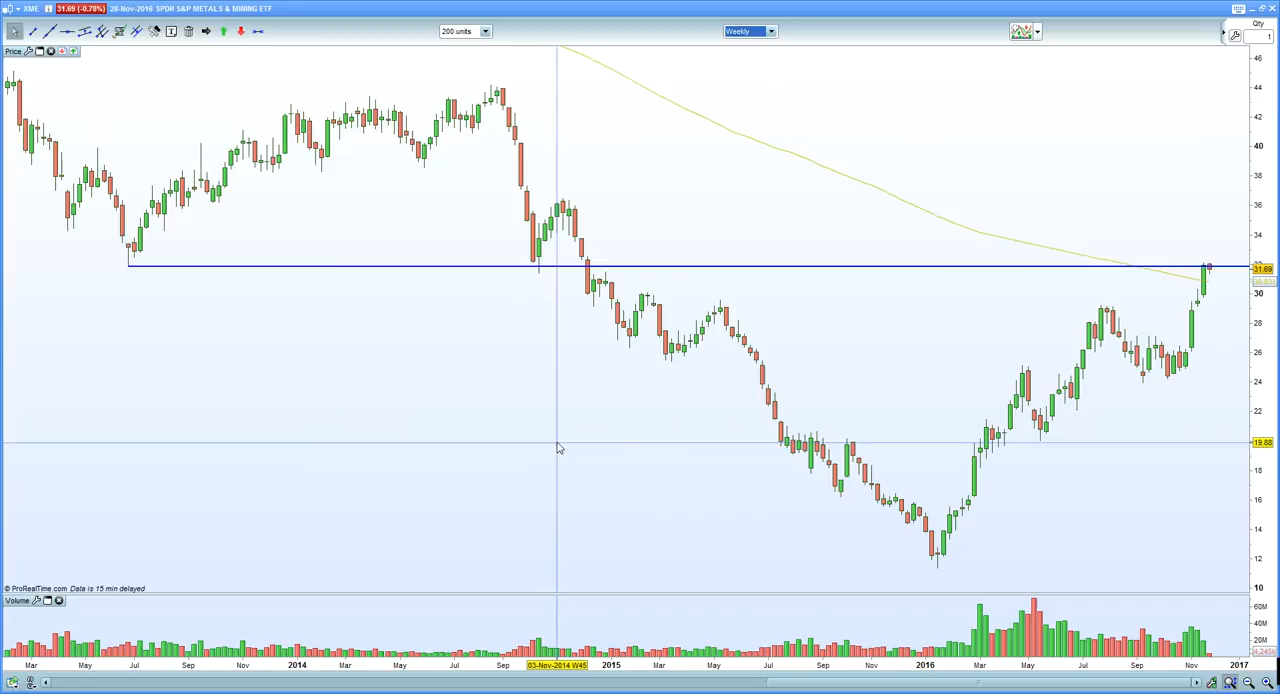 XME 31.69 (-0.78%) 28-Nov-2016 SPDR S&P METALS & MINING ETF
200 units
Weekly
Qty
1
Price
46
44
42
40
38
36
34
31.69
30
28
26
24
22
19.88
18
16
14
12
10
© ProRealTime.com Data is 15 min delayed
Volume
60M
40M
20M
4,245k
Mar May Jul Sep Nov 2014 Mar May Jul Sep 03-Nov-2014 W45 2015 Mar May Jul Sep Nov 2016 Mar May Jul Sep Nov 2017